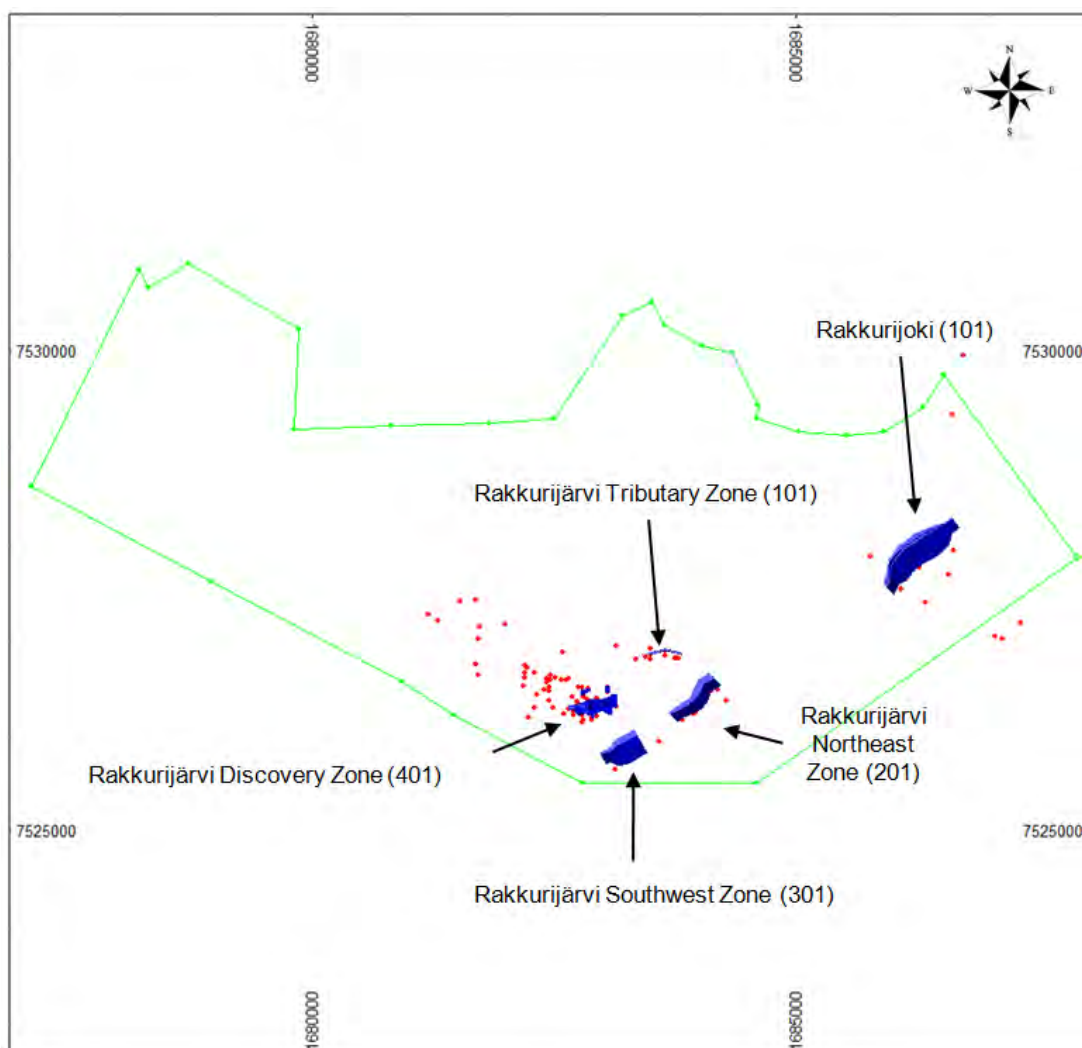 1680000
1685000
N
W
E
S
Rakkurijoki (101)
7530000
7530000
Rakkurijärvi Tributary Zone (101)
Rakkurijärvi
Northeast
Zone (201)
Rakkurijärvi Discovery Zone (401)
7525000
7525000
Rakkurijärvi Southwest Zone (301)
1680000
1685000